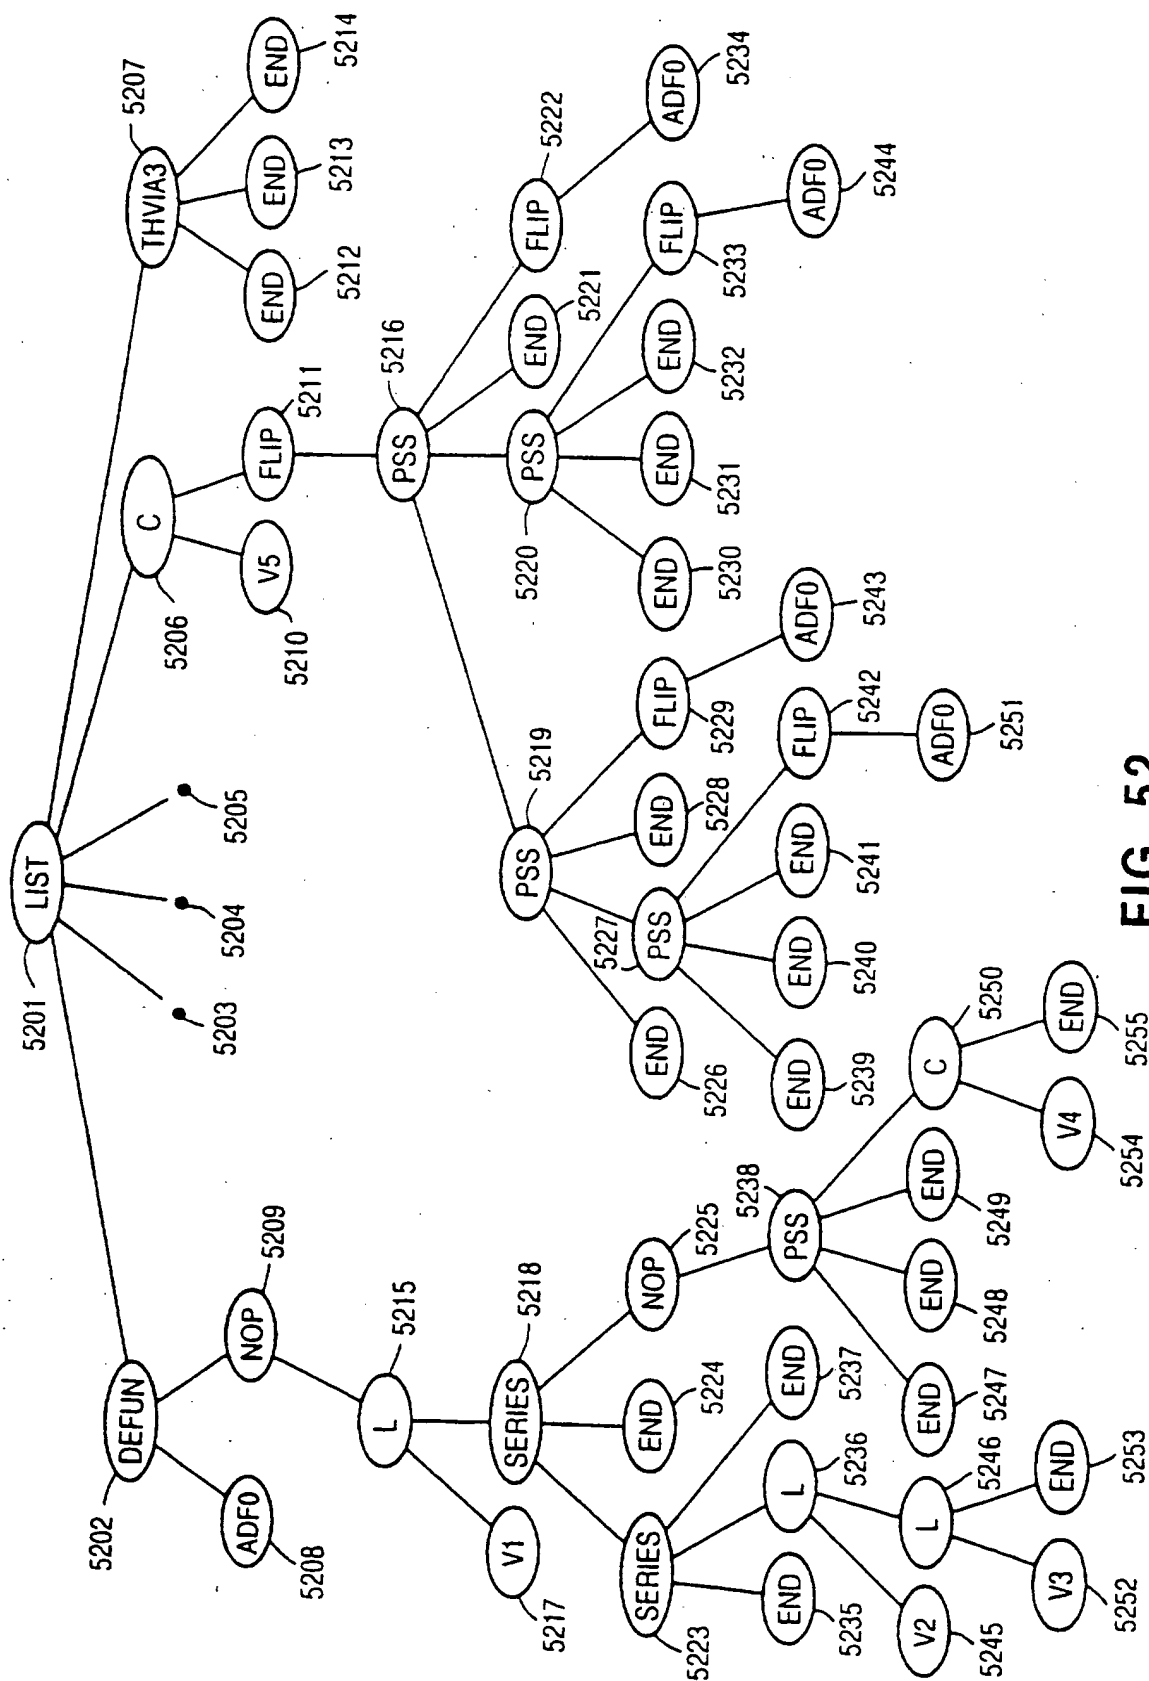 LIST
5201
5203
5204
5205
DEFUN
5202
C
5206
THVIA3
5207
ADF0
5208
NOP
5209
V5
5210
FLIP
5211
END
5212
END
5213
END
5214
L
5215
PSS
5216
V1
5217
SERIES
5218
PSS
5219
PSS
5220
END
5221
FLIP
5222
SERIES
5223
END
5224
NOP
5225
END
5226
PSS
5227
END
5228
FLIP
5229
END
5230
END
5231
END
5232
FLIP
5233
ADF0
5234
END
5235
L
5236
END
5237
PSS
5238
END
5239
END
5240
END
5241
FLIP
5242
ADF0
5243
ADF0
5244
V2
5245
L
5246
END
5247
END
5248
END
5249
C
5250
ADF0
5251
V3
5252
END
5253
V4
5254
END
5255
FIG. 52